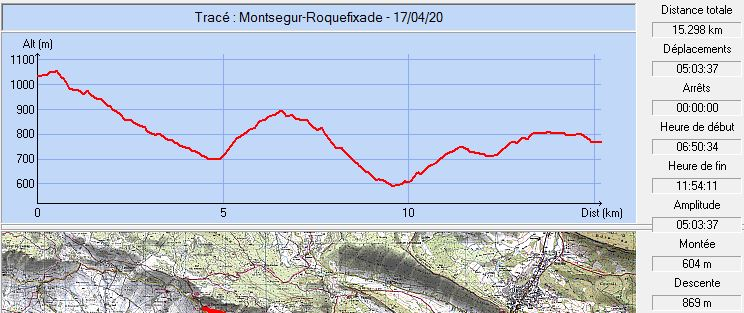 Tracé : Montsegur-Roquefixade - 17/04/20
Alt (m)
1100
1000
900
800
700
600
0
5
10
Dist (km)
Distance totale
15.298 km
Déplacements
05:03:37
Arrêts
00:00:00
Heure de début
06:50:34
Heure de fin
11:54:11
Amplitude
05:03:37
Montée
604 m
Descente
869 m